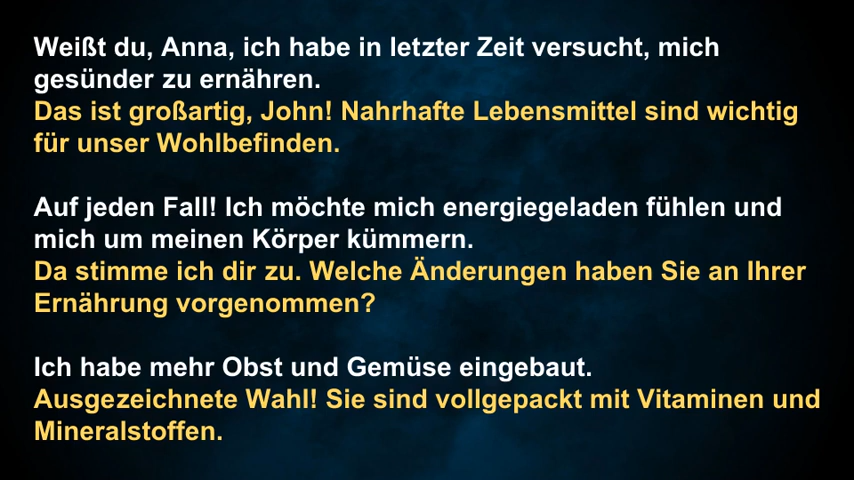 Weißt du, Anna, ich habe in letzter Zeit versucht, mich
gesünder zu ernähren.
Das ist großartig, John! Nahrhafte Lebensmittel sind wichtig
für unser Wohlbefinden.
Auf jeden Fall! Ich möchte mich energiegeladen fühlen und
mich um meinen Körper kümmern.
Da stimme ich dir zu. Welche Änderungen haben Sie an Ihrer
Ernährung vorgenommen?
Ich habe mehr Obst und Gemüse eingebaut.
Ausgezeichnete Wahl! Sie sind vollgepackt mit Vitaminen und
Mineralstoffen.